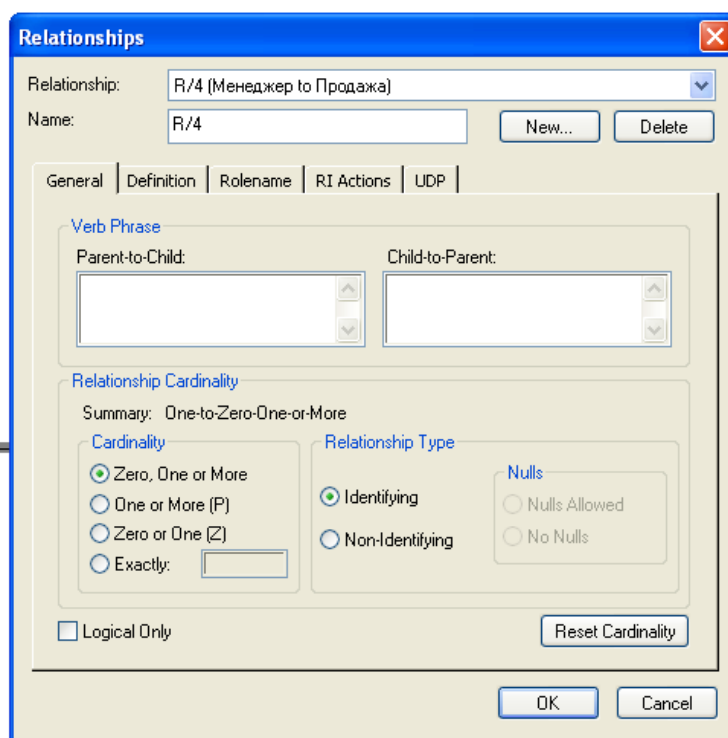 Relationships
Relationship: R/4 (Менеджер to Продажа)
Name: R/4 New... Delete
General Definition Rolename RI Actions UDP
Verb Phrase
Parent-to-Child: Child-to-Parent:
Relationship Cardinality
Summary: One-to-Zero-One-or-More
Cardinality Relationship Type
Nulls
Zero, One or More
Identifying Nulls Allowed
One or More (P)
Zero or One (Z) Non-Identifying No Nulls
Exactly:
Logical Only Reset Cardinality
OK Cancel